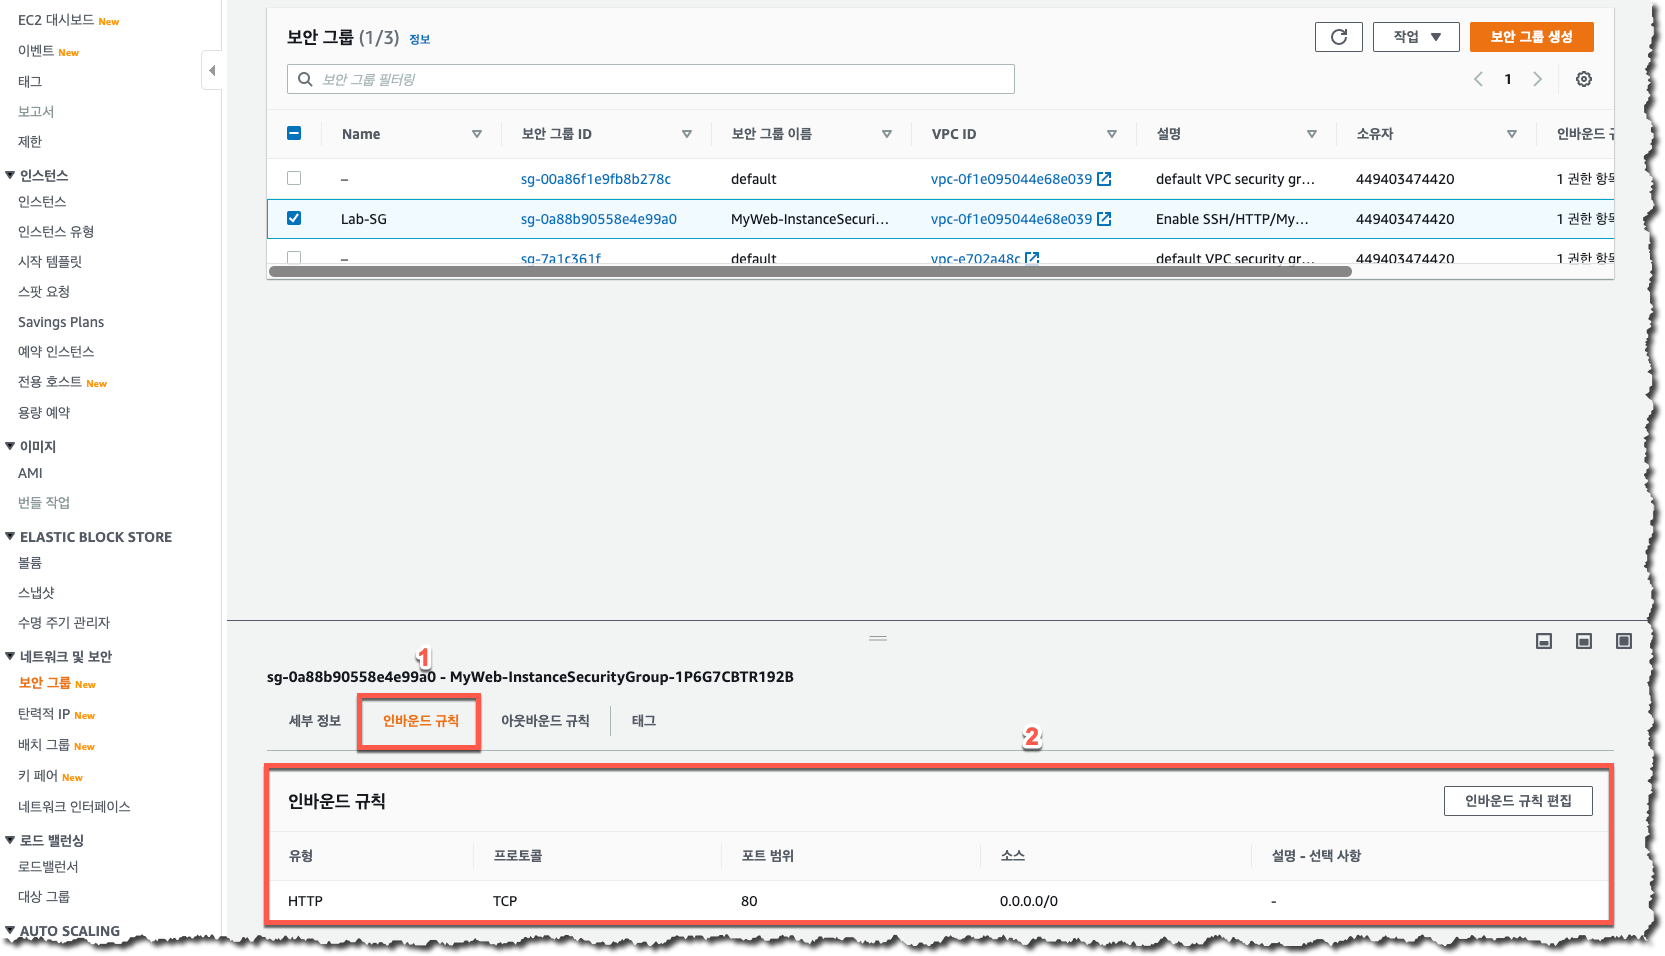 EC2 대시보드 New
이벤트 New
태그
보고서
제한
인스턴스
인스턴스
인스턴스 유형
시작 템플릿
스팟 요청
Savings Plans
예약 인스턴스
전용 호스트 New
용량 예약
이미지
AMI
번들 작업
ELASTIC BLOCK STORE
볼륨
스냅샷
수명 주기 관리자
네트워크 및 보안
보안 그룹 New
탄력적 IP New
배치 그룹 New
키 페어 New
네트워크 인터페이스
로드 밸런싱
로드밸런서
대상 그룹
AUTO SCALING
보안 그룹 (1/3) 정보
작업
보안 그룹 생성
보안 그룹 필터링
1
Name 보안 그룹 ID 보안 그룹 이름 VPC ID 설명 소유자 인바운드
– sg-00a86f1e9fb8b278c default vpc-0f1e095044e68e039 default VPC security gr... 449403474420 1 권한 항목
Lab-SG sg-0a88b90558e4e99a0 MyWeb-InstanceSecuri... vpc-0f1e095044e68e039 Enable SSH/HTTP/My... 449403474420 1 권한 항목
– sg-7a1c361f default vpc-e702a48c default VPC security gr... 449403474420 1 권한 항목
1
sg-0a88b90558e4e99a0 - MyWeb-InstanceSecurityGroup-1P6G7CBTR192B
세부 정보 인바운드 규칙 아웃바운드 규칙 태그
2
인바운드 규칙
인바운드 규칙 편집
유형 프로토콜 포트 범위 소스 설명 - 선택 사항
HTTP TCP 80 0.0.0.0/0 -